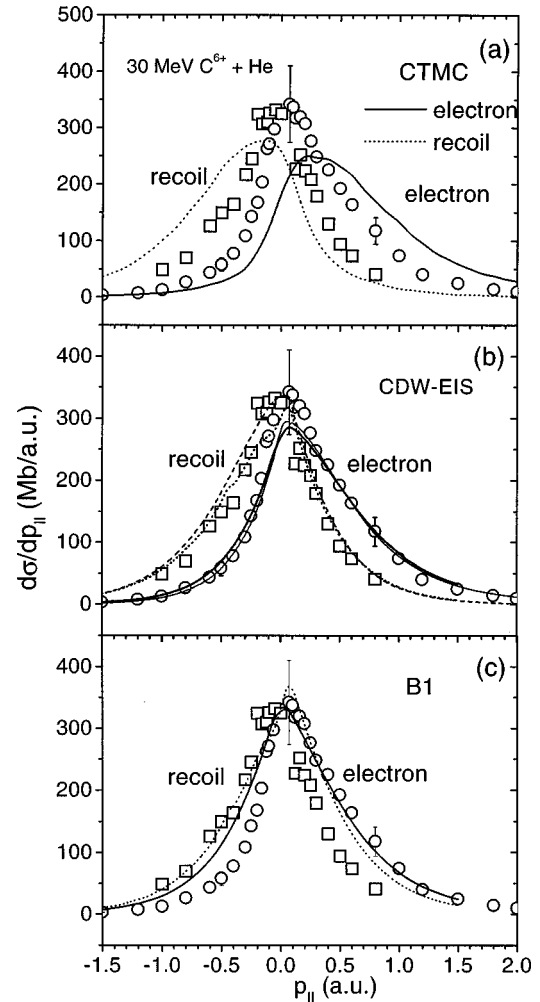 500
(a)
30 MeV C⁶⁺ + He
CTMC
400
electron
recoil
300
recoil
electron
200
100
0
(b)
400
CDW-EIS
300
recoil
electron
200
100
0
dσ/dp|| (Mb/a.u.)
(c)
400
B1
300
recoil
electron
200
100
0
-1.5 -1.0 -0.5 0.0 0.5 1.0 1.5 2.0
p|| (a.u.)